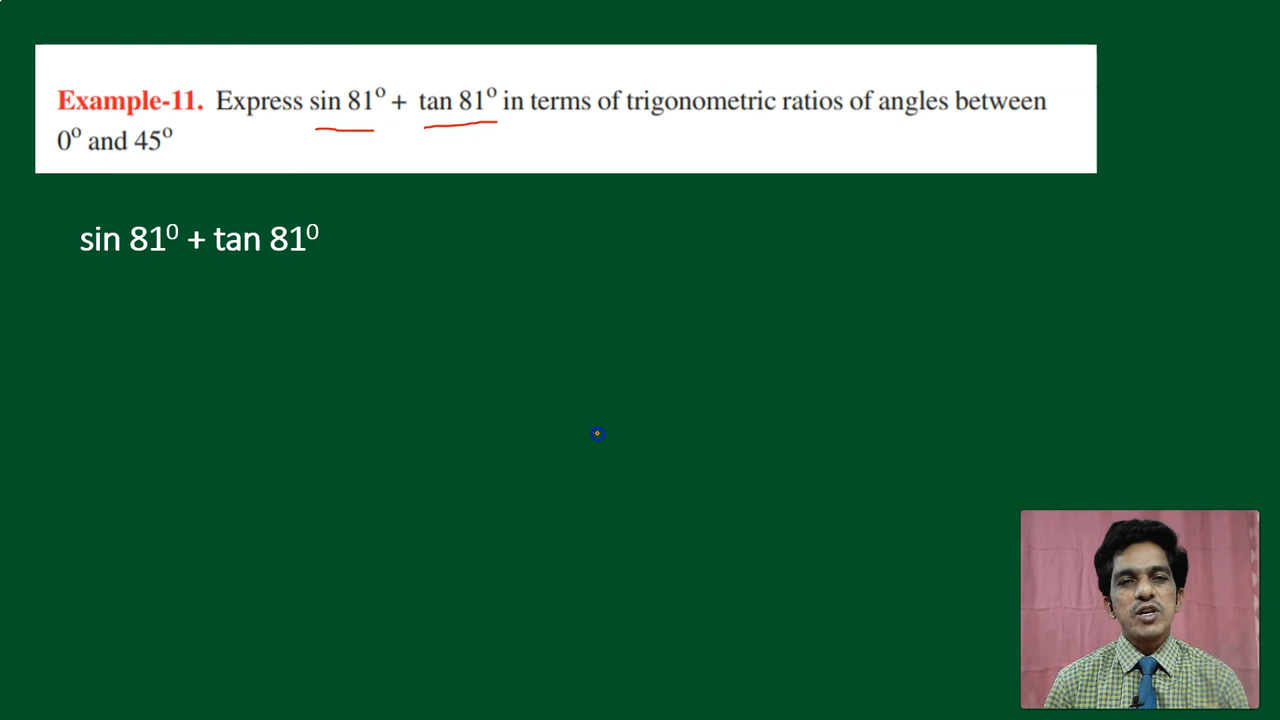 Example-11. Express sin 81° + tan 81° in terms of trigonometric ratios of angles between
0° and 45°
sin 81⁰ + tan 81⁰